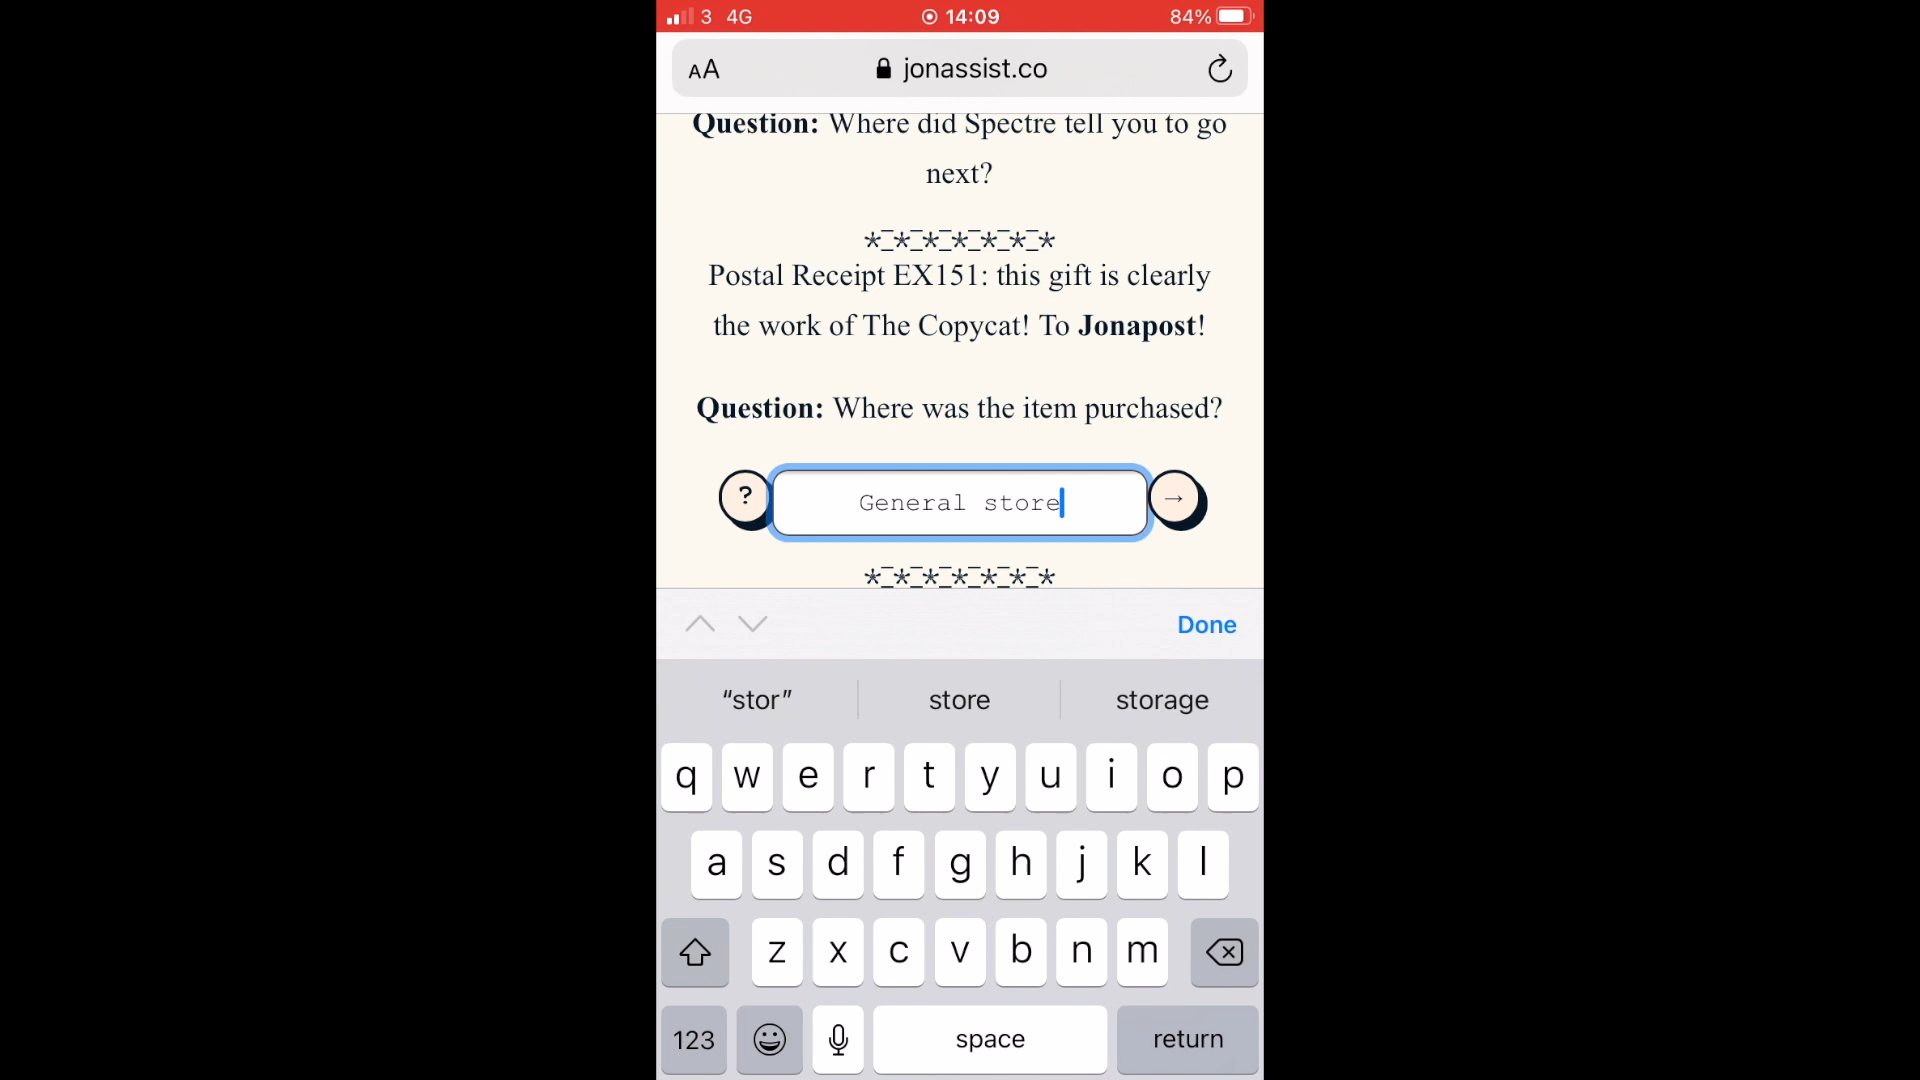 3 4G 14:09 84%
AA jonassist.co
Question: Where did Spectre tell you to go
next?
*_*_*_*_*_*_*
Postal Receipt EX151: this gift is clearly
the work of The Copycat! To Jonapost!
Question: Where was the item purchased?
? General store →
*_*_*_*_*_*_*
Done
“stor” store storage
q w e r t y u i o p
a s d f g h j k l
z x c v b n m
123 space return